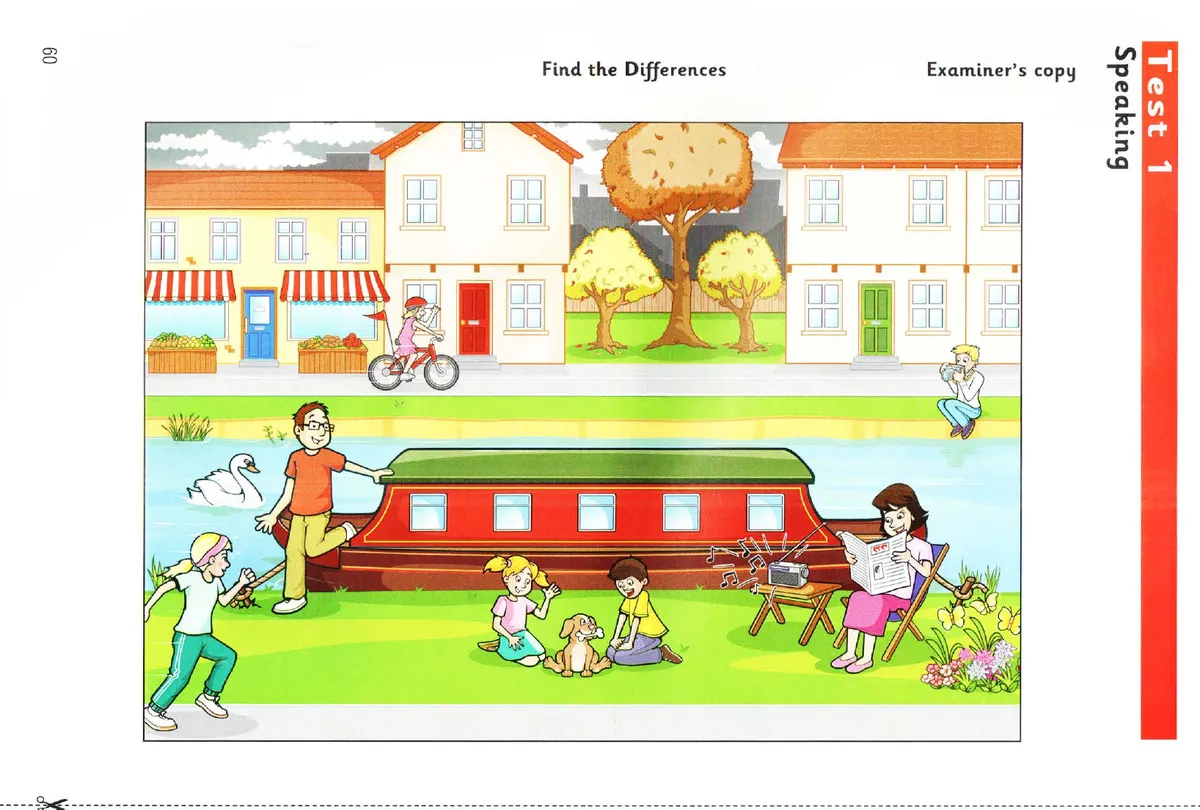 60
Find the Differences
Examiner's copy
Test 1
Speaking